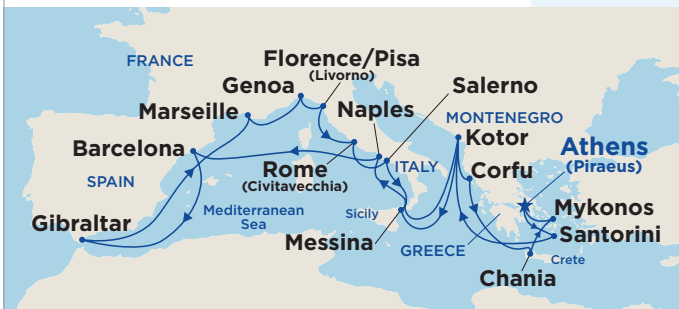 FRANCE
Florence/Pisa
(Livorno)
Genoa
Salerno
Marseille
Naples
MONTENEGRO
Kotor
Barcelona
Athens
(Piraeus)
Rome
(Civitavecchia)
ITALY
Corfu
SPAIN
Mediterranean
Sea
Sicily
Mykonos
Gibraltar
Messina
GREECE
Santorini
Crete
Chania